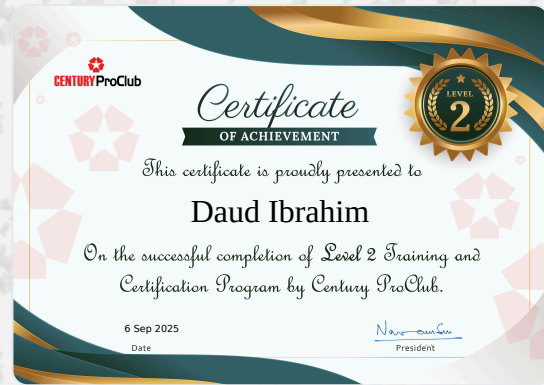 CENTURY ProClub
LEVEL
2
Certificate
OF ACHIEVEMENT
This certificate is proudly presented to
Daud Ibrahim
On the successful completion of Level 2 Training and
Certification Program by Century ProClub.
6 Sep 2025
Date
President